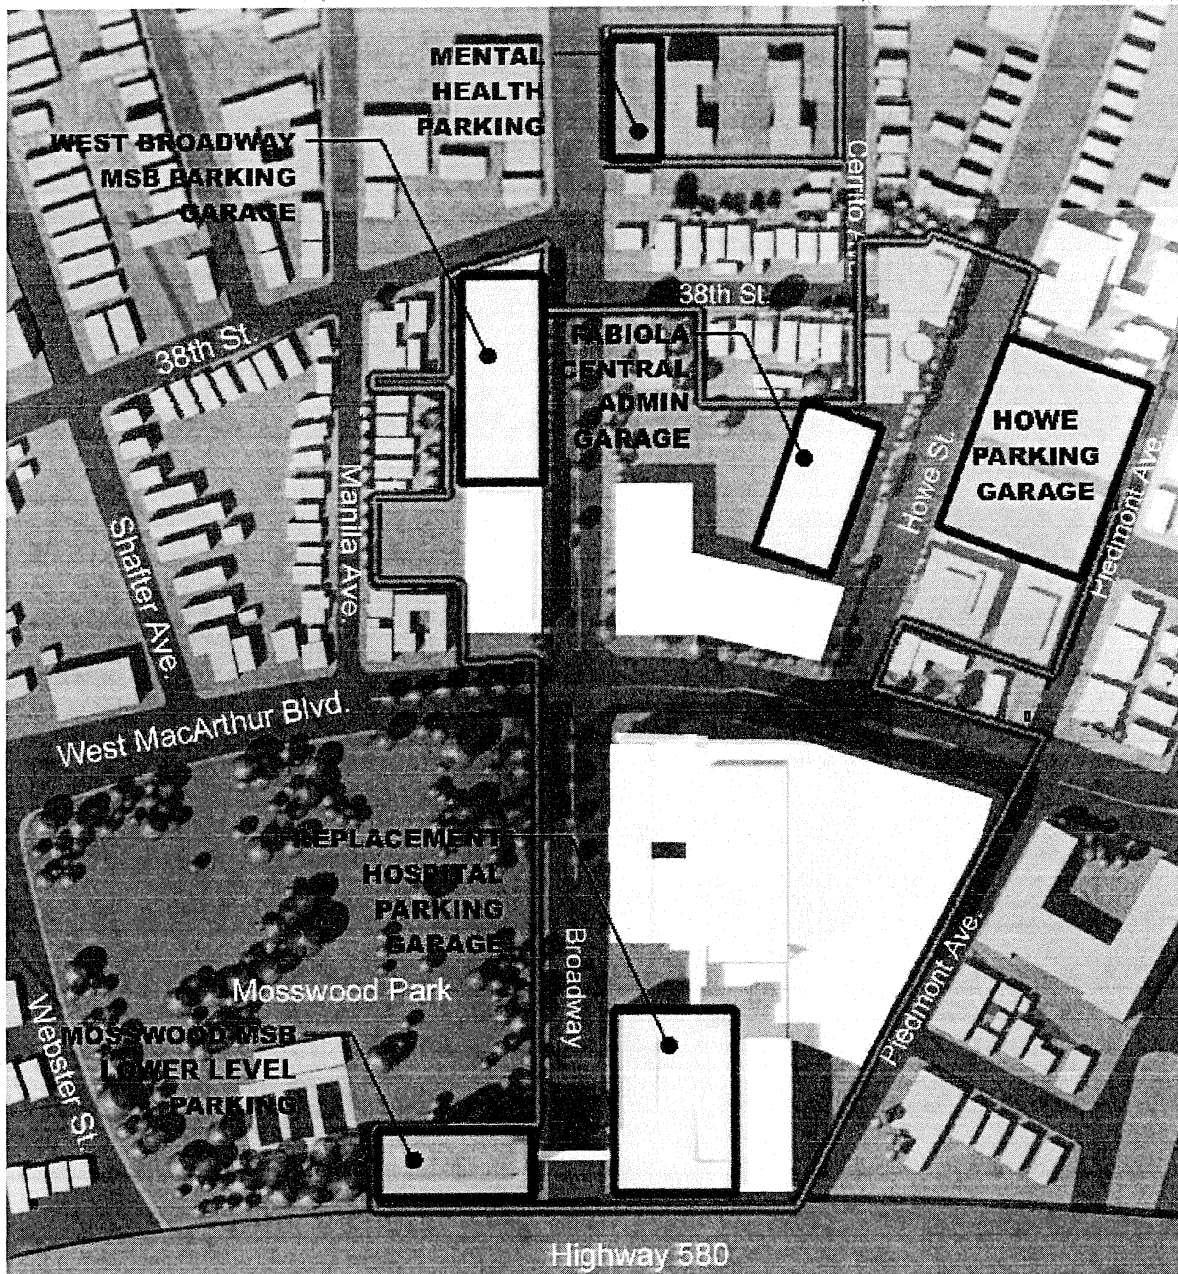 MENTAL
HEALTH
PARKING
WEST BROADWAY
MSB PARKING
GARAGE
Cerrito Ave.
38th St.
38th St.
FABIOLA
CENTRAL
ADMIN
GARAGE
HOWE
PARKING
GARAGE
Howe St.
Piedmont Ave.
Manila Ave.
Shafter Ave.
West MacArthur Blvd.
REPLACEMENT
HOSPITAL
PARKING
GARAGE
Broadway
Mosswood Park
Piedmont Ave.
Webster St.
MOSSWOOD MSB
LOWER LEVEL
PARKING
Highway 580